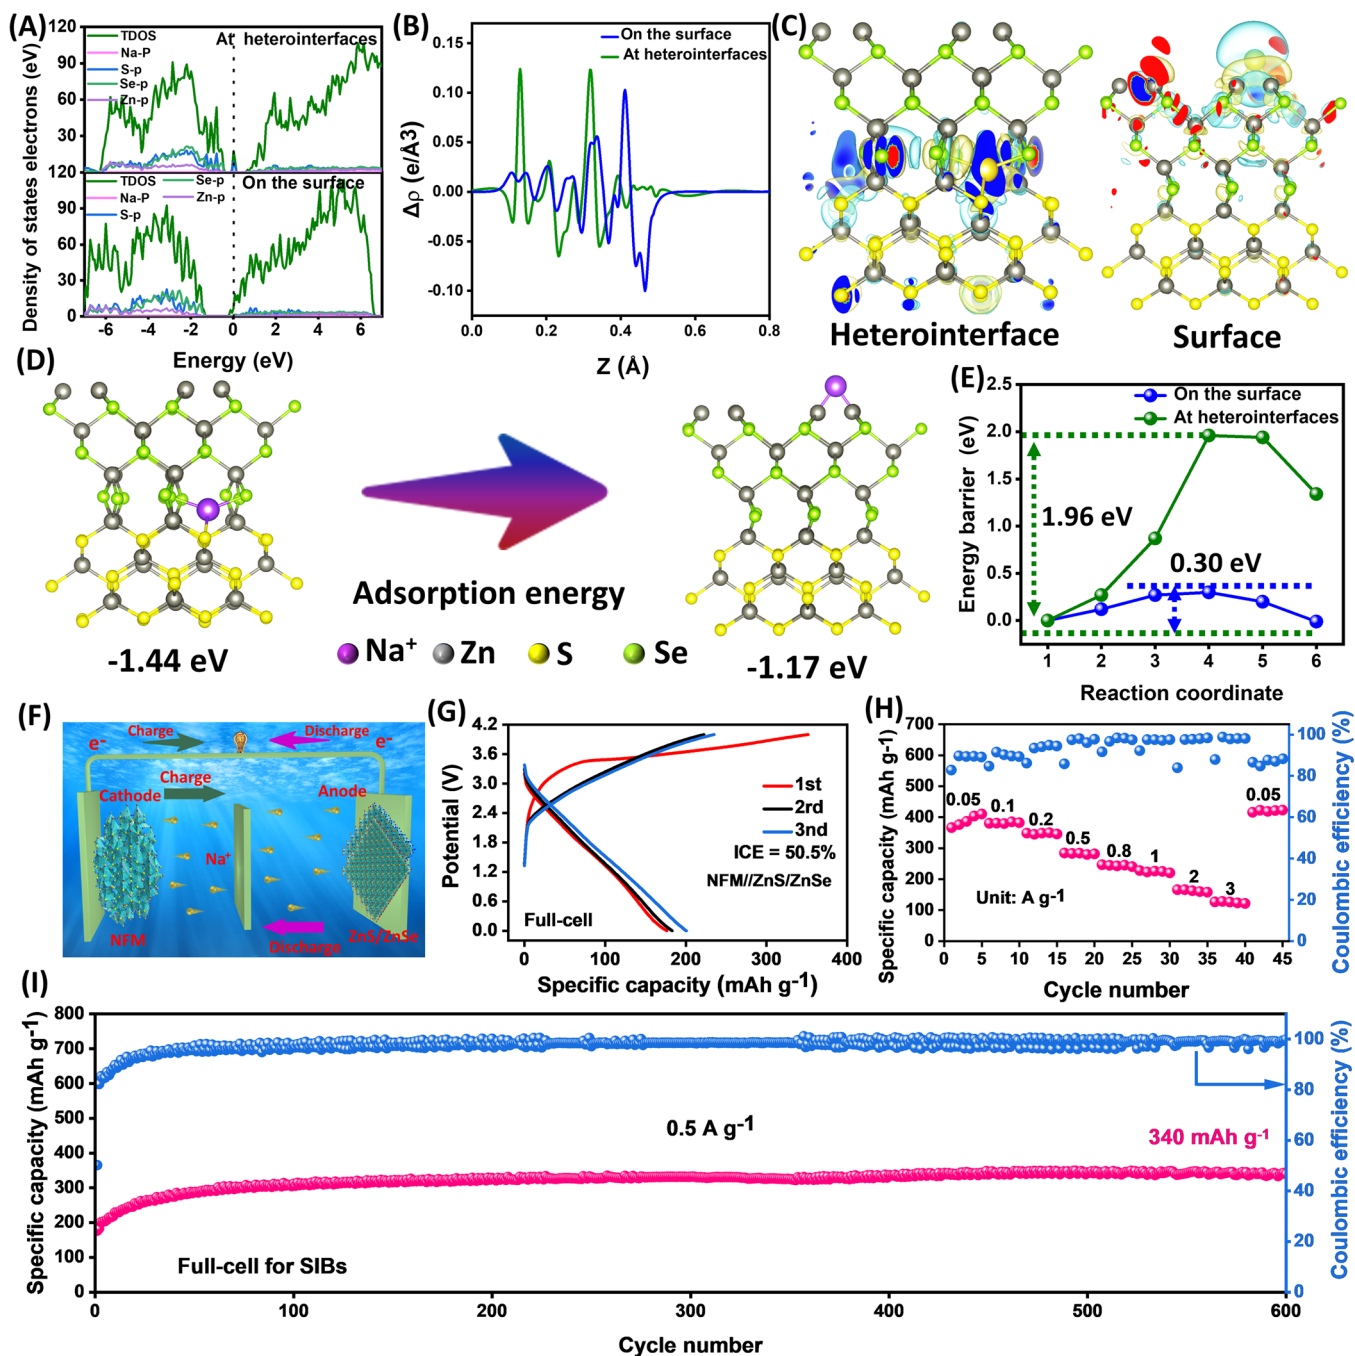 (A)
At heterointerfaces
TDOS
Na-P
S-p
Se-p
Zn-p
120
90
60
30
120
On the surface
TDOS
Na-P
S-p
Se-p
Zn-p
90
60
30
0
-6 -4 -2 0 2 4 6
Energy (eV)
Density of states electrons (eV)
(B)
On the surface
At heterointerfaces
0.15
0.10
0.05
0.00
-0.05
-0.10
0.0 0.2 0.4 0.6 0.8
Z (Å)
Δρ (e/Å3)
(C)
Heterointerface
Surface
(D)
Adsorption energy
-1.44 eV
Na+ Zn S Se
-1.17 eV
(E)
On the surface
At heterointerfaces
2.5
2.0
1.5
1.0
0.5
0.0
1.96 eV
0.30 eV
1 2 3 4 5 6
Reaction coordinate
Energy barrier (eV)
(F)
Charge
Discharge
e-
e-
Charge
Cathode
Anode
Na+
NFM
Discharge
ZnS/ZnSe
(G)
4.2
3.6
3.0
2.4
1.8
1.2
0.6
0.0
1st
2rd
3nd
ICE = 50.5%
NFM//ZnS/ZnSe
Full-cell
0 100 200 300 400
Specific capacity (mAh g-1)
Potential (V)
(H)
700
600
500
400
300
200
100
0
0.05
0.1
0.2
0.5
0.8
1
2
3
0.05
Unit: A g-1
100
80
60
40
20
0
0 5 10 15 20 25 30 35 40 45
Cycle number
Specific capacity (mAh g-1)
Coulombic efficiency (%)
(I)
800
700
600
500
400
300
200
100
0
0.5 A g-1
340 mAh g-1
Full-cell for SIBs
100
80
60
40
20
0
0 100 200 300 400 500 600
Cycle number
Specific capacity (mAh g-1)
Coulombic efficiency (%)